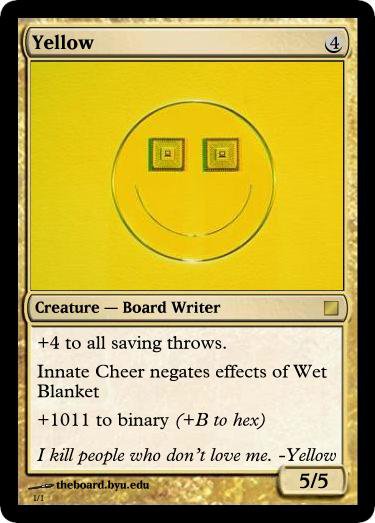 Yellow 4
Creature — Board Writer
+4 to all saving throws.
Innate Cheer negates effects of Wet
Blanket
+1011 to binary (+B to hex)
I kill people who don't love me. -Yellow
5/5
theboard.byu.edu
1/1